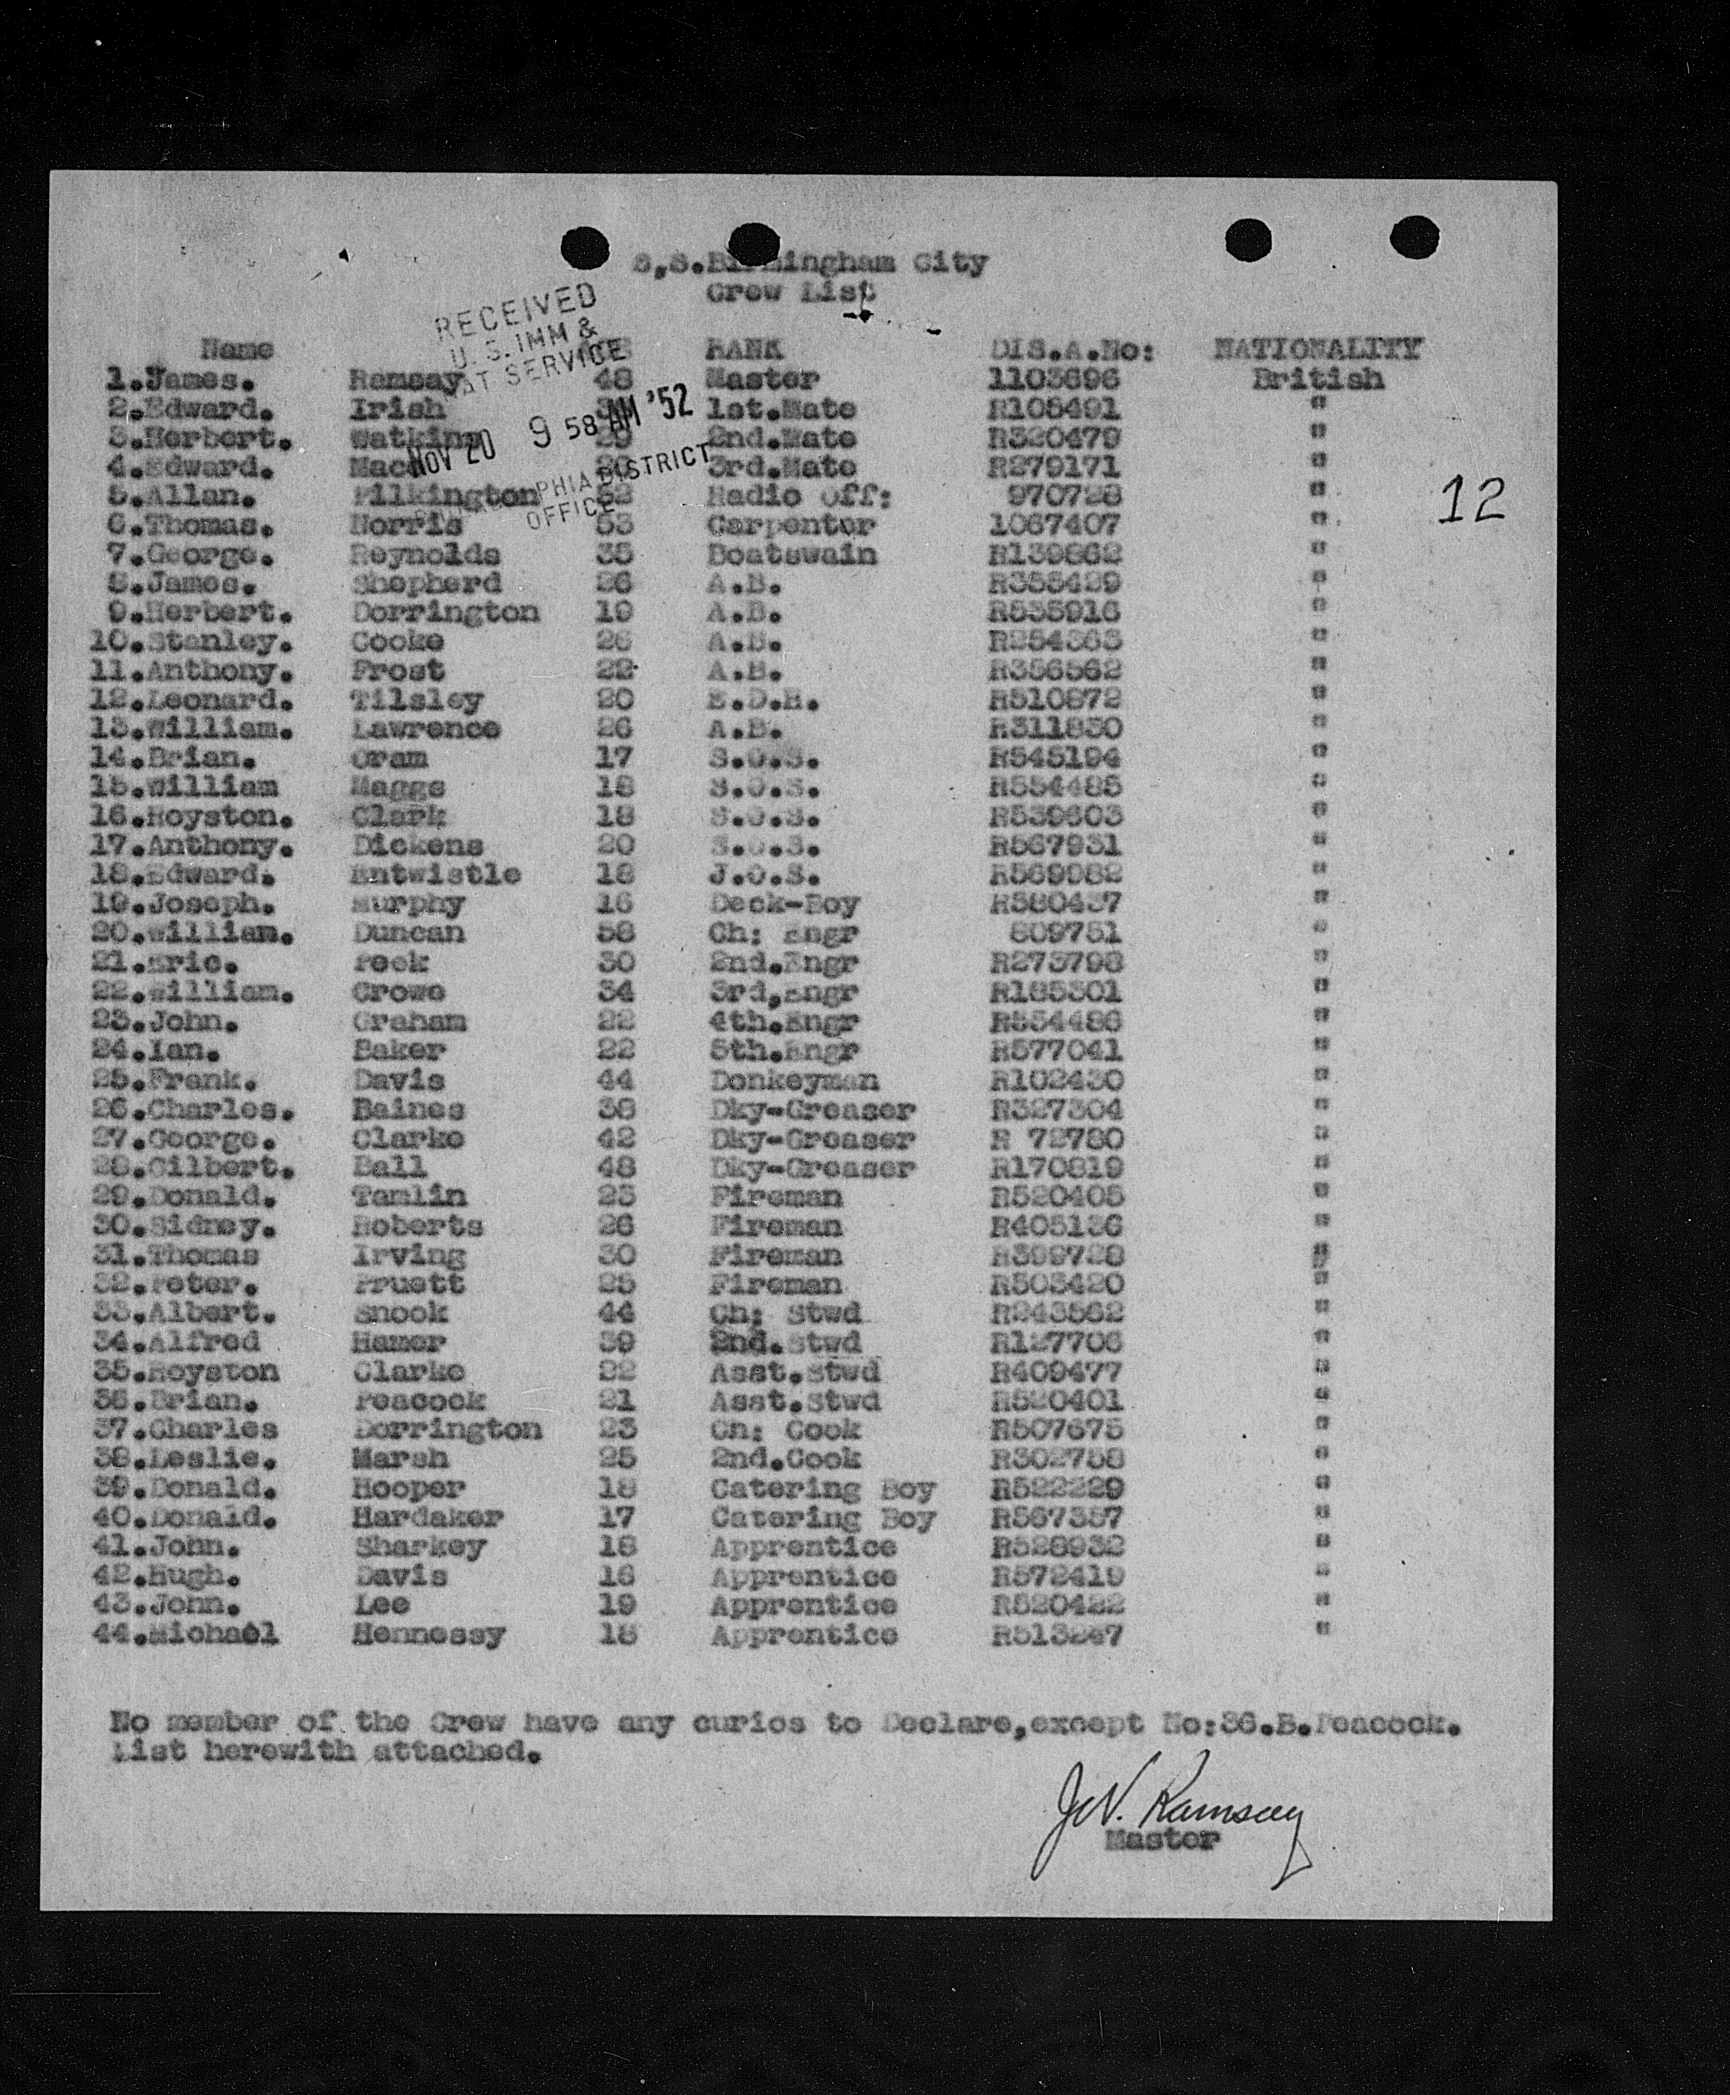 S.S.Birmingham City
Crew List
RECEIVED
U. S. IMM &
NAT SERVICE
NOV 20 9 58 AM '52
PHIA DISTRICT
OFFICE
Name RANK DIS.A.No: NATIONALITY
1.James. Ramsay 48 Master 1103696 British
2.Edward. Irish 1st.Mate R105491 "
3.Herbert. Watkins 29 2nd.Mate R320479 "
4.Edward. 3rd.Mate R279171 "
5.Allan. Pilkington 52 Radio Off: 970728 "
6.Thomas. Norris 53 Carpenter 1067407 "
12
7.George. Reynolds 35 Boatswain R139862 "
8.James. Shepherd 26 A.B. R355429 "
9.Herbert. Dorrington 19 A.B. R535916 "
10.Stanley. Cooke 26 A.B. R254363 "
11.Anthony. Frost 22 A.B. R356562 "
12.Leonard. Tilsley 20 E.D.H. R510872 "
13.William. Lawrence 26 A.B. R311830 "
14.Brian. Oram 17 S.O.S. R545194 "
15.William Maggs 18 S.O.S. R554485 "
16.Royston. Clark 18 S.O.S. R539603 "
17.Anthony. Dickens 20 S.O.S. R567931 "
18.Edward. Entwistle 18 J.O.S. R569982 "
19.Joseph. Murphy 16 Deck-Boy R580437 "
20.William. Duncan 58 Ch: Engr 809751 "
21.Eric. Peek 30 2nd.Engr R273798 "
22.William. Crowe 34 3rd,Engr R185301 "
23.John. Graham 22 4th.Engr R554486 "
24.Ian. Baker 22 5th.Engr R577041 "
25.Frank. Davis 44 Donkeyman R102430 "
26.Charles. Baines 38 Dky-Greaser R327304 "
27.George. Clarke 42 Dky-Greaser R 72780 "
28.Gilbert. Ball 48 Dky-Greaser R170819 "
29.Donald. Tamlin 23 Fireman R520405 "
30.Sidney. Roberts 26 Fireman R405136 "
31.Thomas Irving 30 Fireman R399728 "
32.Peter. Pruett 25 Fireman R503420 "
33.Albert. Snook 44 Ch: Stwd R243562 "
34.Alfred Hamer 39 2nd.Stwd R127706 "
35.Royston Clarke 22 Asst.Stwd R409477 "
36.Brian. Peacock 21 Asst.Stwd R520401 "
37.Charles Dorrington 23 Ch: Cook R507675 "
38.Leslie. Marsh 25 2nd.Cook R302758 "
39.Donald. Hooper 18 Catering Boy R522229 "
40.Donald. Hardaker 17 Catering Boy R567357 "
41.John. Sharkey 18 Apprentice R528932 "
42.Hugh. Davis 16 Apprentice R572419 "
43.John. Lee 19 Apprentice R520422 "
44.Michael Hennessy 18 Apprentice R513247 "
No member of the Crew have any curios to Declare,except No:36.B.Peacock.
List herewith attached.
J.N. Ramsay
Master